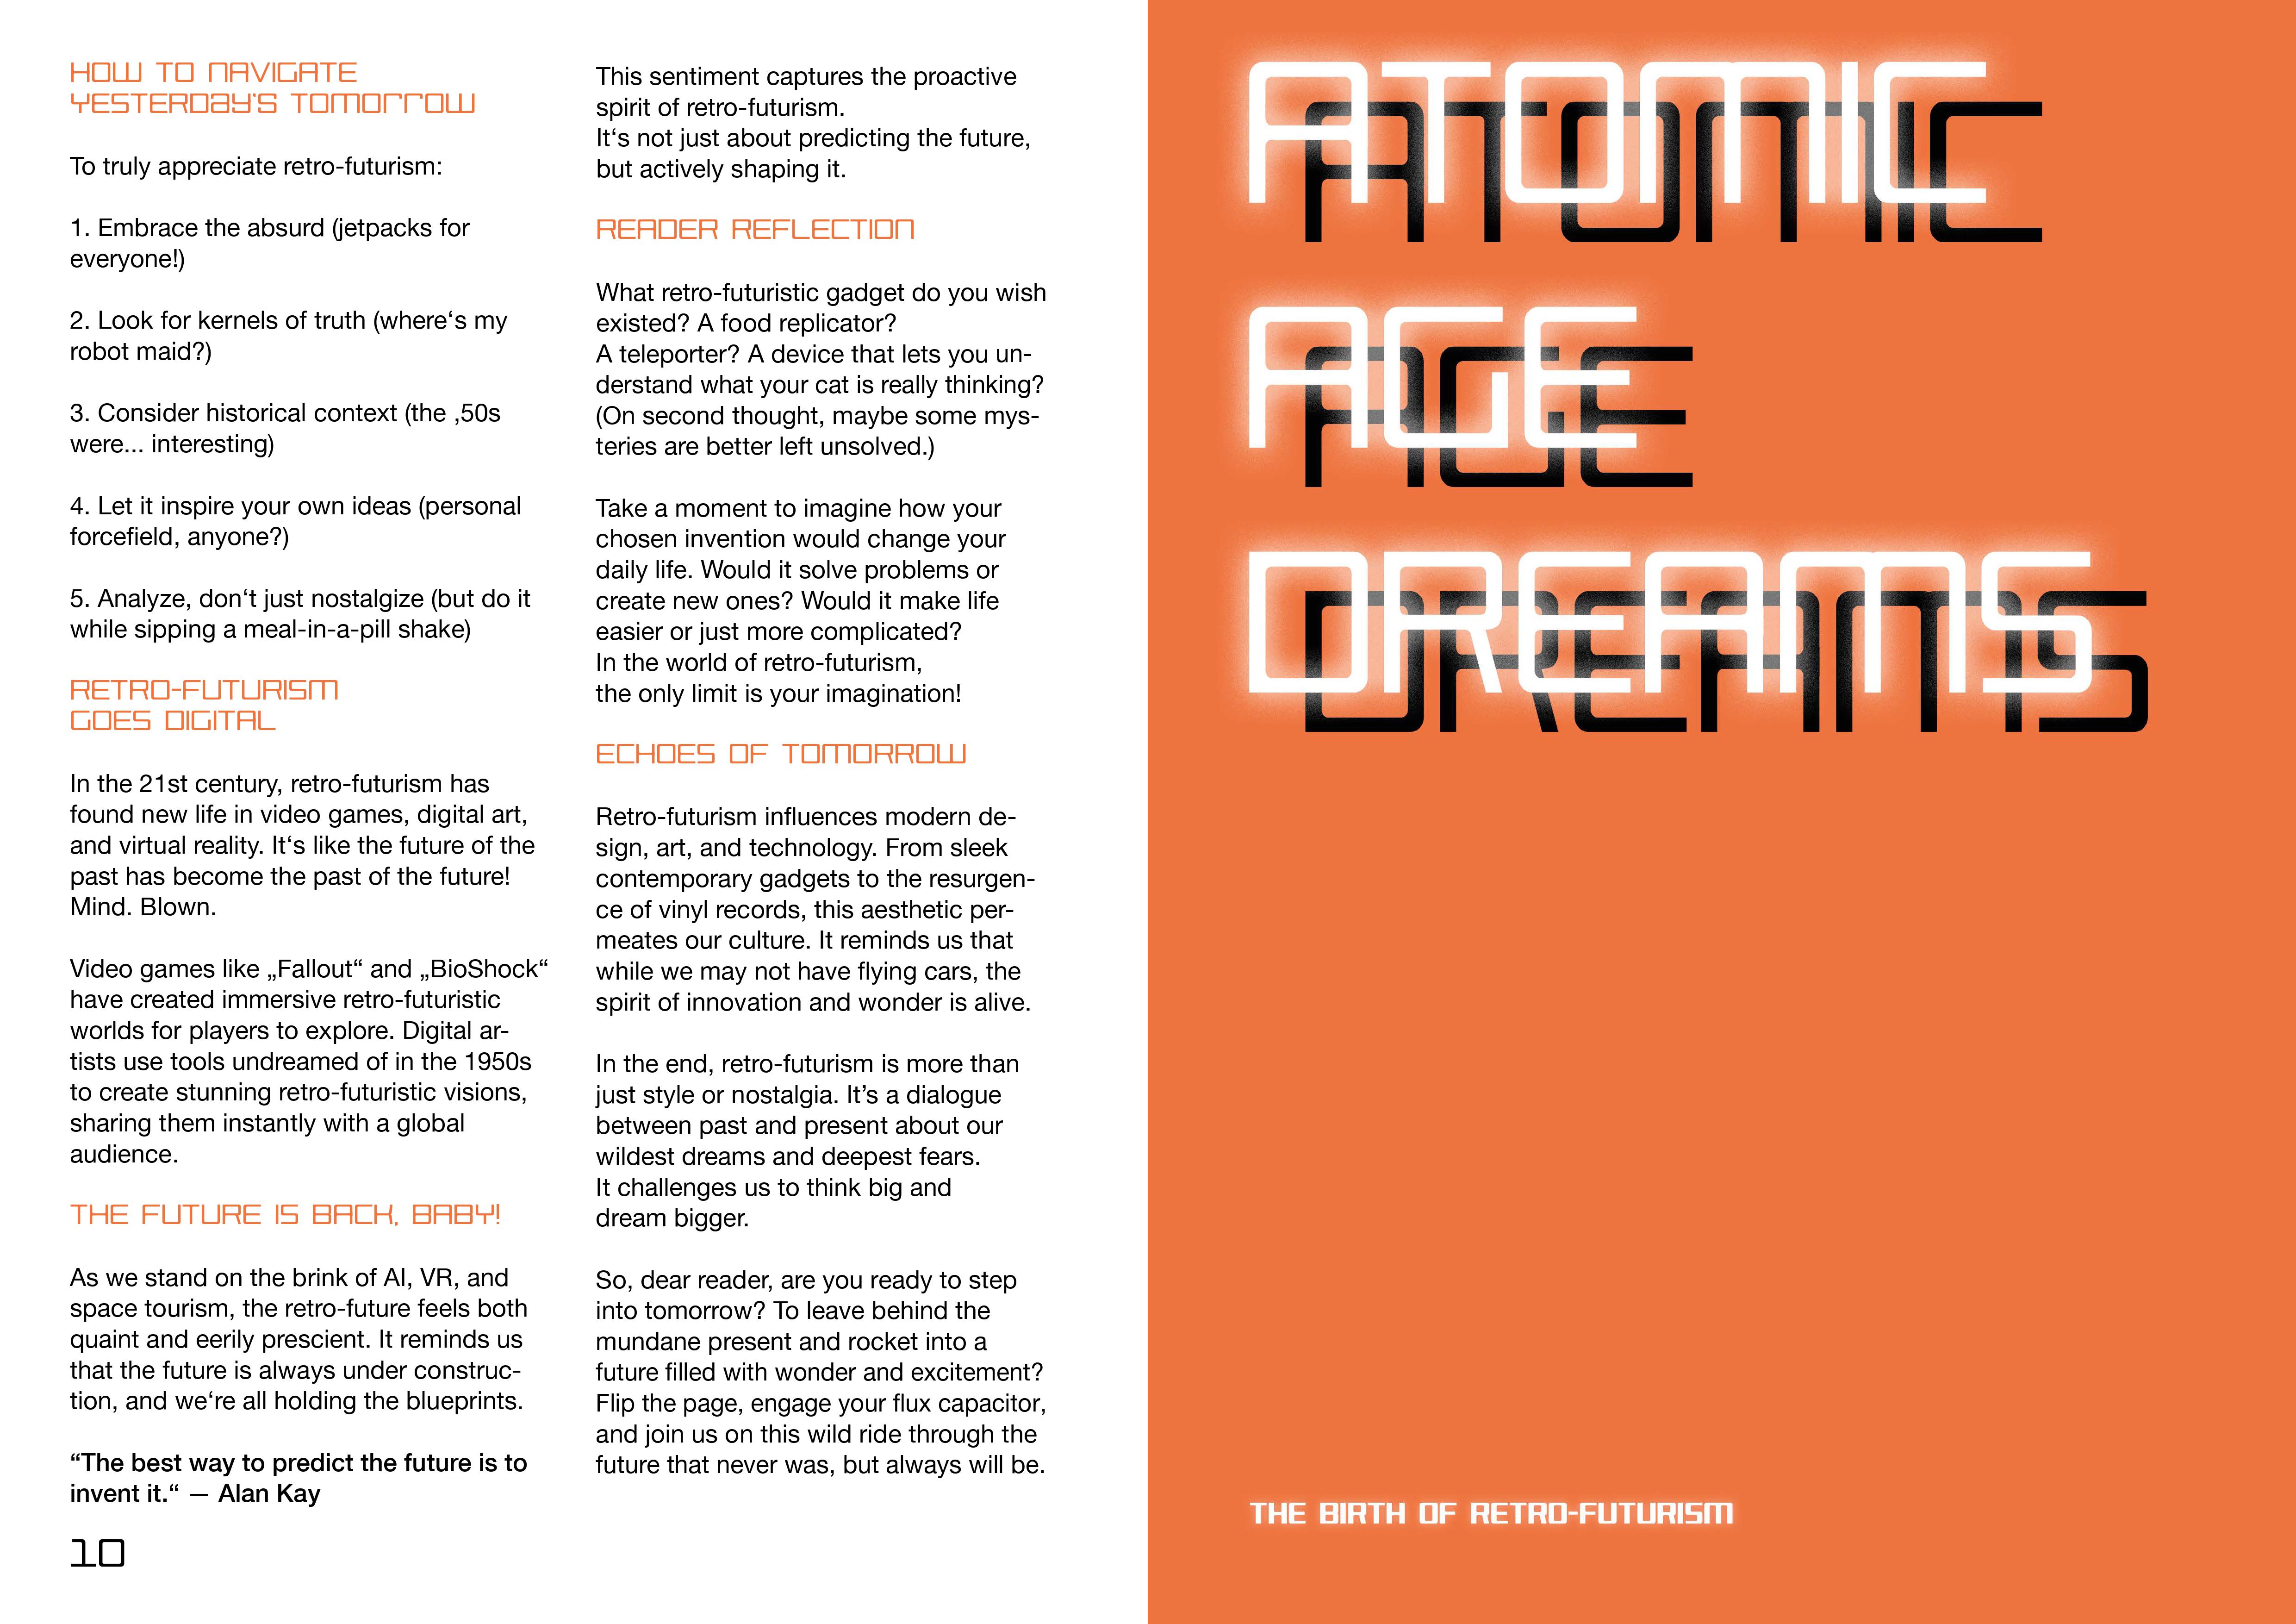 HOW TO NAVIGATE
YESTERDAY'S TOMORROW
To truly appreciate retro-futurism:
1. Embrace the absurd (jetpacks for
everyone!)
2. Look for kernels of truth (where‘s my
robot maid?)
3. Consider historical context (the ‚50s
were... interesting)
4. Let it inspire your own ideas (personal
forcefield, anyone?)
5. Analyze, don‘t just nostalgize (but do it
while sipping a meal-in-a-pill shake)
RETRO-FUTURISM
GOES DIGITAL
In the 21st century, retro-futurism has
found new life in video games, digital art,
and virtual reality. It‘s like the future of the
past has become the past of the future!
Mind. Blown.
Video games like „Fallout“ and „BioShock“
have created immersive retro-futuristic
worlds for players to explore. Digital ar-
tists use tools undreamed of in the 1950s
to create stunning retro-futuristic visions,
sharing them instantly with a global
audience.
THE FUTURE IS BACK, BABY!
As we stand on the brink of AI, VR, and
space tourism, the retro-future feels both
quaint and eerily prescient. It reminds us
that the future is always under construc-
tion, and we‘re all holding the blueprints.
“The best way to predict the future is to
invent it.“ — Alan Kay
10
This sentiment captures the proactive
spirit of retro-futurism.
It‘s not just about predicting the future,
but actively shaping it.
READER REFLECTION
What retro-futuristic gadget do you wish
existed? A food replicator?
A teleporter? A device that lets you un-
derstand what your cat is really thinking?
(On second thought, maybe some mys-
teries are better left unsolved.)
Take a moment to imagine how your
chosen invention would change your
daily life. Would it solve problems or
create new ones? Would it make life
easier or just more complicated?
In the world of retro-futurism,
the only limit is your imagination!
ECHOES OF TOMORROW
Retro-futurism influences modern de-
sign, art, and technology. From sleek
contemporary gadgets to the resurgen-
ce of vinyl records, this aesthetic per-
meates our culture. It reminds us that
while we may not have flying cars, the
spirit of innovation and wonder is alive.
In the end, retro-futurism is more than
just style or nostalgia. It’s a dialogue
between past and present about our
wildest dreams and deepest fears.
It challenges us to think big and
dream bigger.
So, dear reader, are you ready to step
into tomorrow? To leave behind the
mundane present and rocket into a
future filled with wonder and excitement?
Flip the page, engage your flux capacitor,
and join us on this wild ride through the
future that never was, but always will be.
ATOMIC
AGE
DREAMS
THE BIRTH OF RETRO-FUTURISM